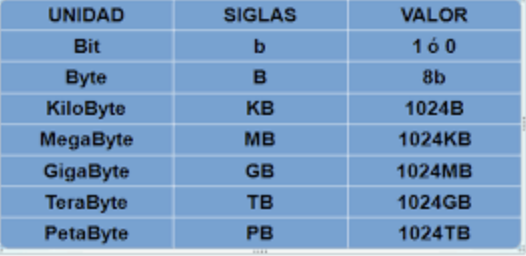 UNIDAD SIGLAS VALOR
Bit b 1 ó 0
Byte B 8b
KiloByte KB 1024B
MegaByte MB 1024KB
GigaByte GB 1024MB
TeraByte TB 1024GB
PetaByte PB 1024TB